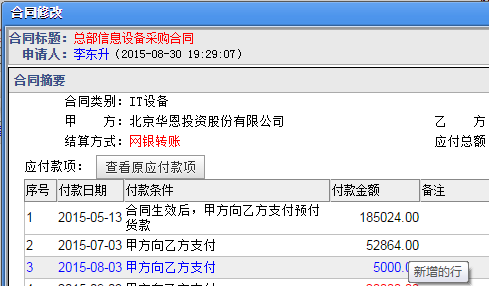 合同修改
合同标题：总部信息设备采购合同
申请人：李东升（2015-08-30 19:29:07）
合同摘要
合同类别：IT设备
甲　　方：北京华恩投资股份有限公司　乙　　方
结算方式：网银转账　应付总额
应付款项：　查看原应付款项
序号　付款日期　付款条件　付款金额　备注
1　2015-05-13　合同生效后，甲方向乙方支付预付货款　185024.00
2　2015-07-03　甲方向乙方支付　52864.00
3　2015-08-03　甲方向乙方支付　5000.0
新增的行